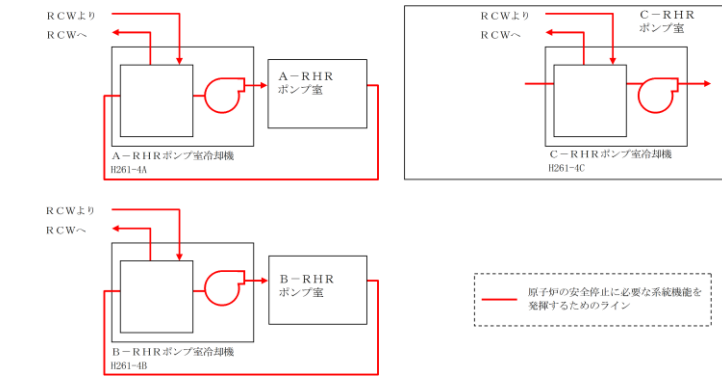 RCWより
RCWへ
A−RHR
ポンプ室
A−RHRポンプ室冷却機
H261-4A
RCWより
RCWへ
C−RHR
ポンプ室
C−RHRポンプ室冷却機
H261-4C
RCWより
RCWへ
B−RHR
ポンプ室
B−RHRポンプ室冷却機
H261-4B
原子炉の安全停止に必要な系統機能を
発揮するためのライン